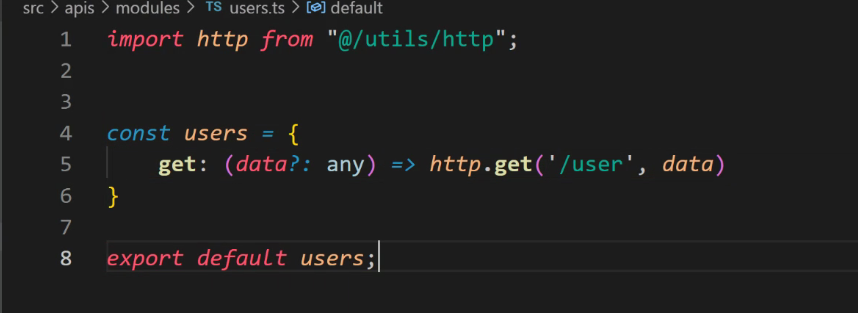 src > apis > modules > TS users.ts > default
1 import http from "@/utils/http";
2
3
4 const users = {
5     get: (data?: any) => http.get('/user', data)
6 }
7
8 export default users;